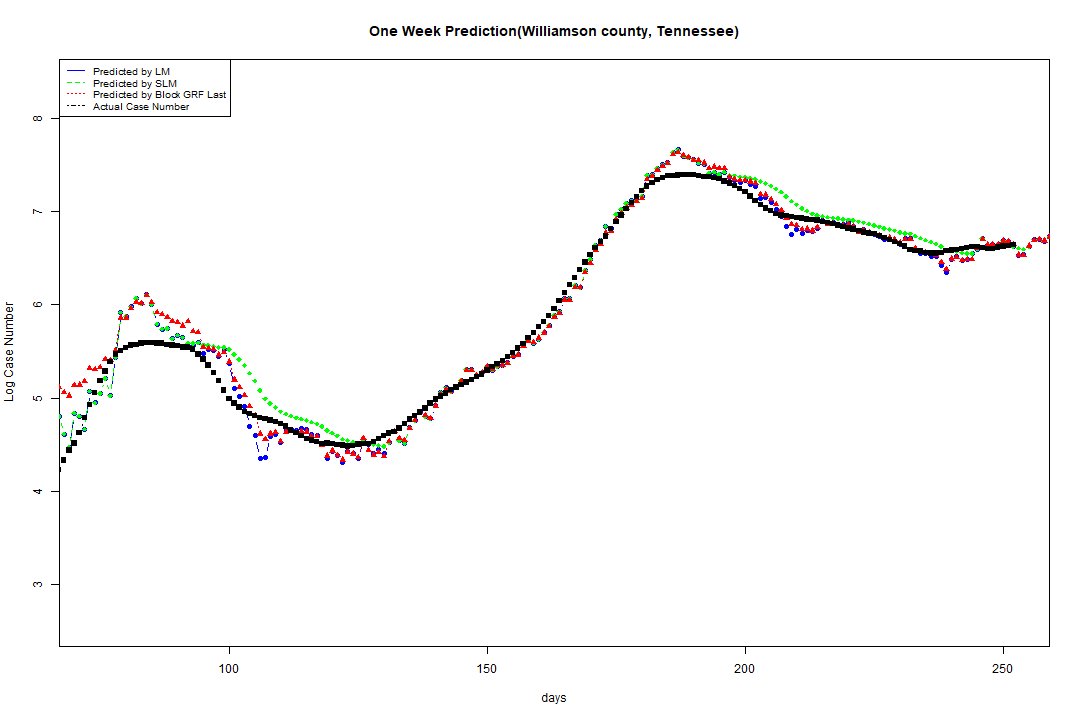 One Week Prediction(Williamson county, Tennessee)
Predicted by LM
Predicted by SLM
Predicted by Block GRF Last
Actual Case Number
8
7
6
5
4
3
Log Case Number
100 150 200 250
days